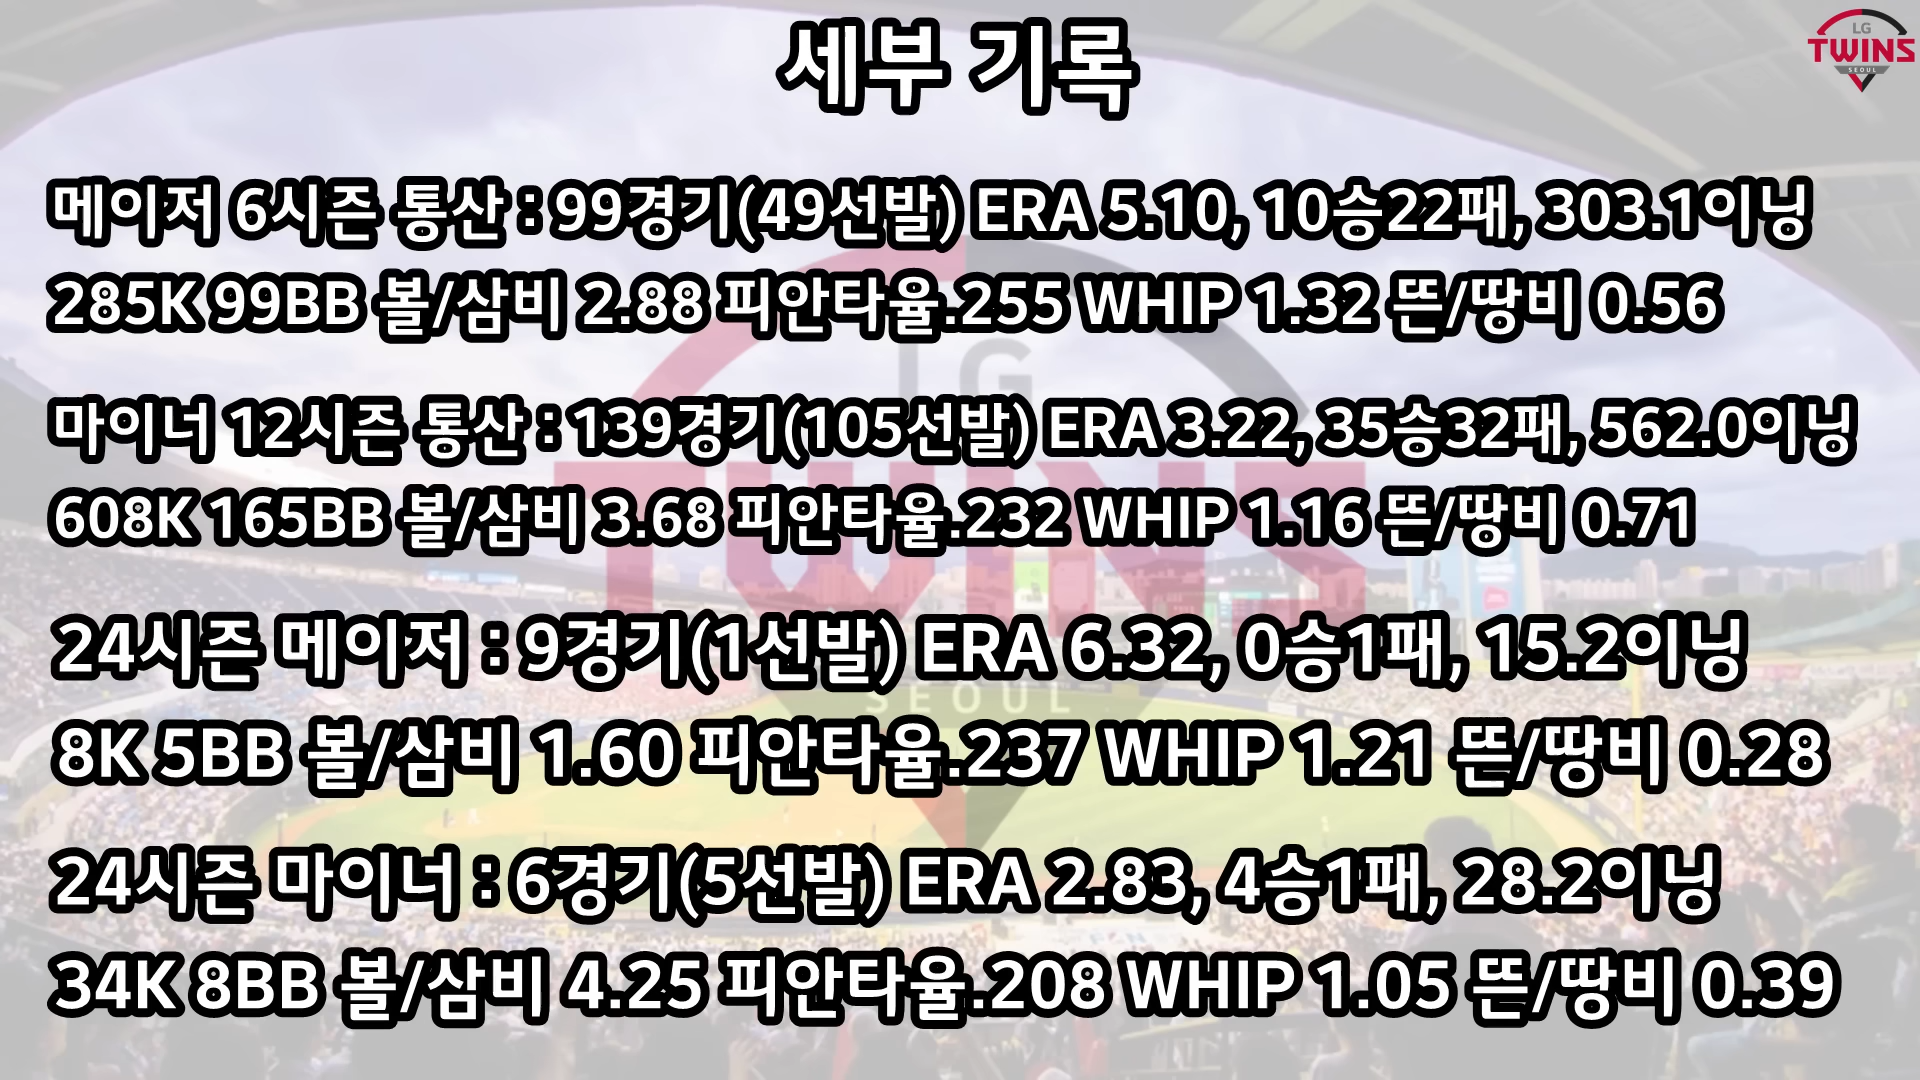 세부 기록
LG
TWINS
SEOUL
메이저 6시즌 통산 : 99경기(49선발) ERA 5.10, 10승22패, 303.1이닝
285K 99BB 볼/삼비 2.88 피안타율.255 WHIP 1.32 뜬/땅비 0.56
마이너 12시즌 통산 : 139경기(105선발) ERA 3.22, 35승32패, 562.0이닝
608K 165BB 볼/삼비 3.68 피안타율.232 WHIP 1.16 뜬/땅비 0.71
24시즌 메이저 : 9경기(1선발) ERA 6.32, 0승1패, 15.2이닝
8K 5BB 볼/삼비 1.60 피안타율.237 WHIP 1.21 뜬/땅비 0.28
24시즌 마이너 : 6경기(5선발) ERA 2.83, 4승1패, 28.2이닝
34K 8BB 볼/삼비 4.25 피안타율.208 WHIP 1.05 뜬/땅비 0.39
LG
TWINS
SEOUL